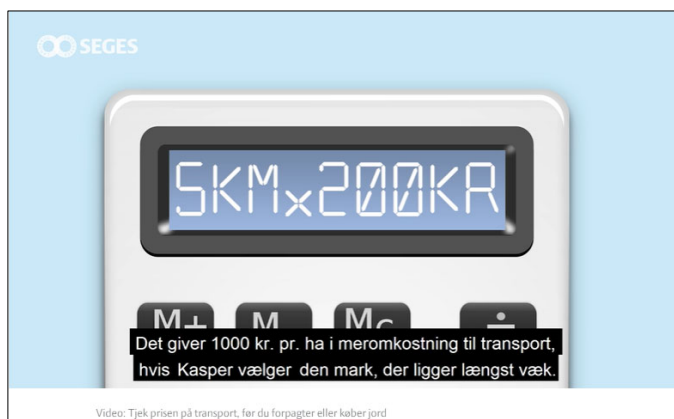 SEGES
5KMx200KR
M+ M Mc ÷
Det giver 1000 kr. pr. ha i meromkostning til transport,
hvis Kasper vælger den mark, der ligger længst væk.
Video: Tjek prisen på transport, før du forpagter eller køber jord